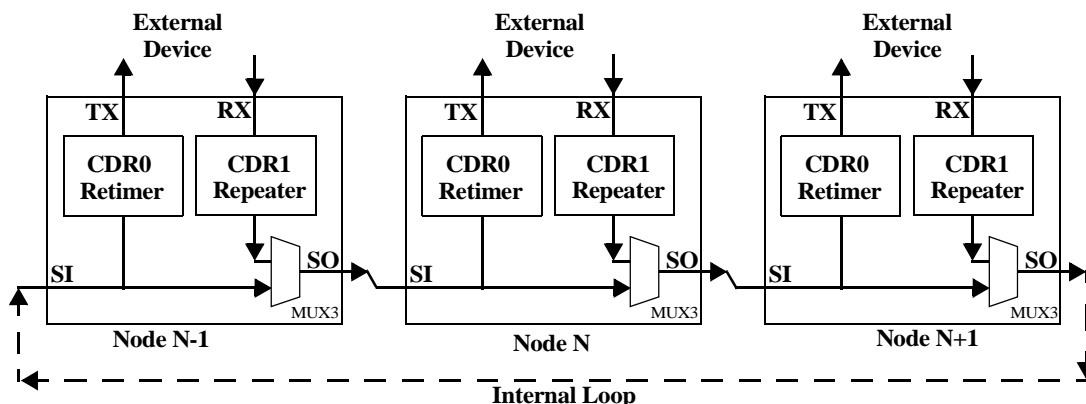 External
Device
External
Device
External
Device
TX
RX
TX
RX
TX
RX
CDR0
Retimer
CDR1
Repeater
CDR0
Retimer
CDR1
Repeater
CDR0
Retimer
CDR1
Repeater
SI
SO
SI
SO
SI
SO
MUX3
MUX3
MUX3
Node N-1
Node N
Node N+1
Internal Loop